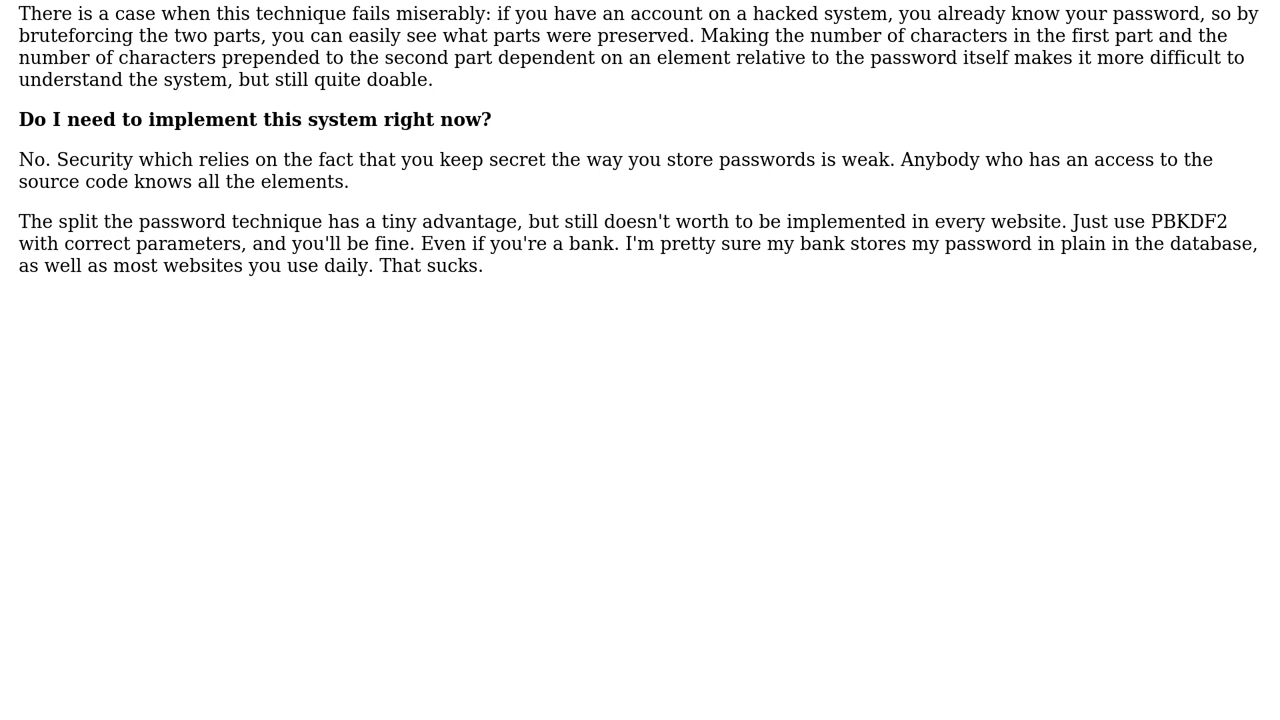 There is a case when this technique fails miserably: if you have an account on a hacked system, you already know your password, so by
bruteforcing the two parts, you can easily see what parts were preserved. Making the number of characters in the first part and the
number of characters prepended to the second part dependent on an element relative to the password itself makes it more difficult to
understand the system, but still quite doable.
Do I need to implement this system right now?
No. Security which relies on the fact that you keep secret the way you store passwords is weak. Anybody who has an access to the
source code knows all the elements.
The split the password technique has a tiny advantage, but still doesn't worth to be implemented in every website. Just use PBKDF2
with correct parameters, and you'll be fine. Even if you're a bank. I'm pretty sure my bank stores my password in plain in the database,
as well as most websites you use daily. That sucks.